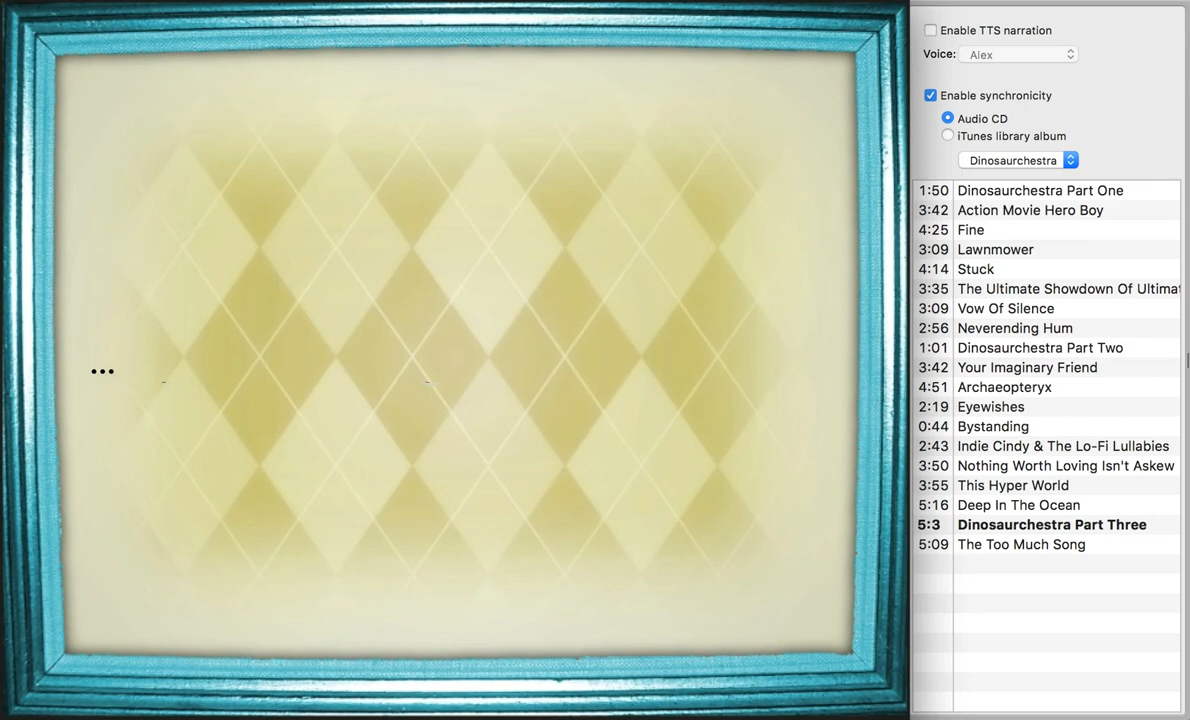 Enable TTS narration
Voice: Alex
Enable synchronicity
Audio CD
iTunes library album
Dinosaurchestra
1:50 Dinosaurchestra Part One
3:42 Action Movie Hero Boy
4:25 Fine
3:09 Lawnmower
4:14 Stuck
3:35 The Ultimate Showdown Of Ultimat
3:09 Vow Of Silence
2:56 Neverending Hum
1:01 Dinosaurchestra Part Two
3:42 Your Imaginary Friend
...
4:51 Archaeopteryx
2:19 Eyewishes
0:44 Bystanding
2:43 Indie Cindy & The Lo-Fi Lullabies
3:50 Nothing Worth Loving Isn't Askew
3:55 This Hyper World
5:16 Deep In The Ocean
5:3 Dinosaurchestra Part Three
5:09 The Too Much Song